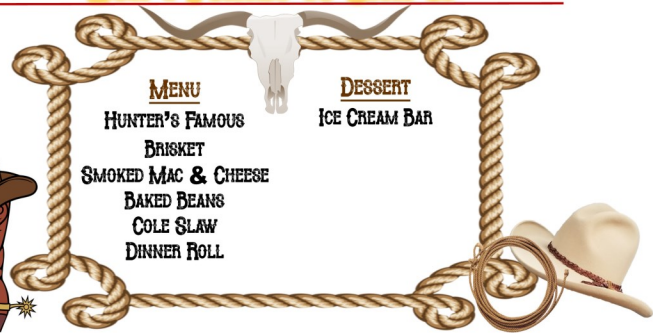 Menu
Hunter's Famous
Brisket
Smoked Mac & Cheese
Baked Beans
Cole Slaw
Dinner Roll
Dessert
Ice Cream Bar